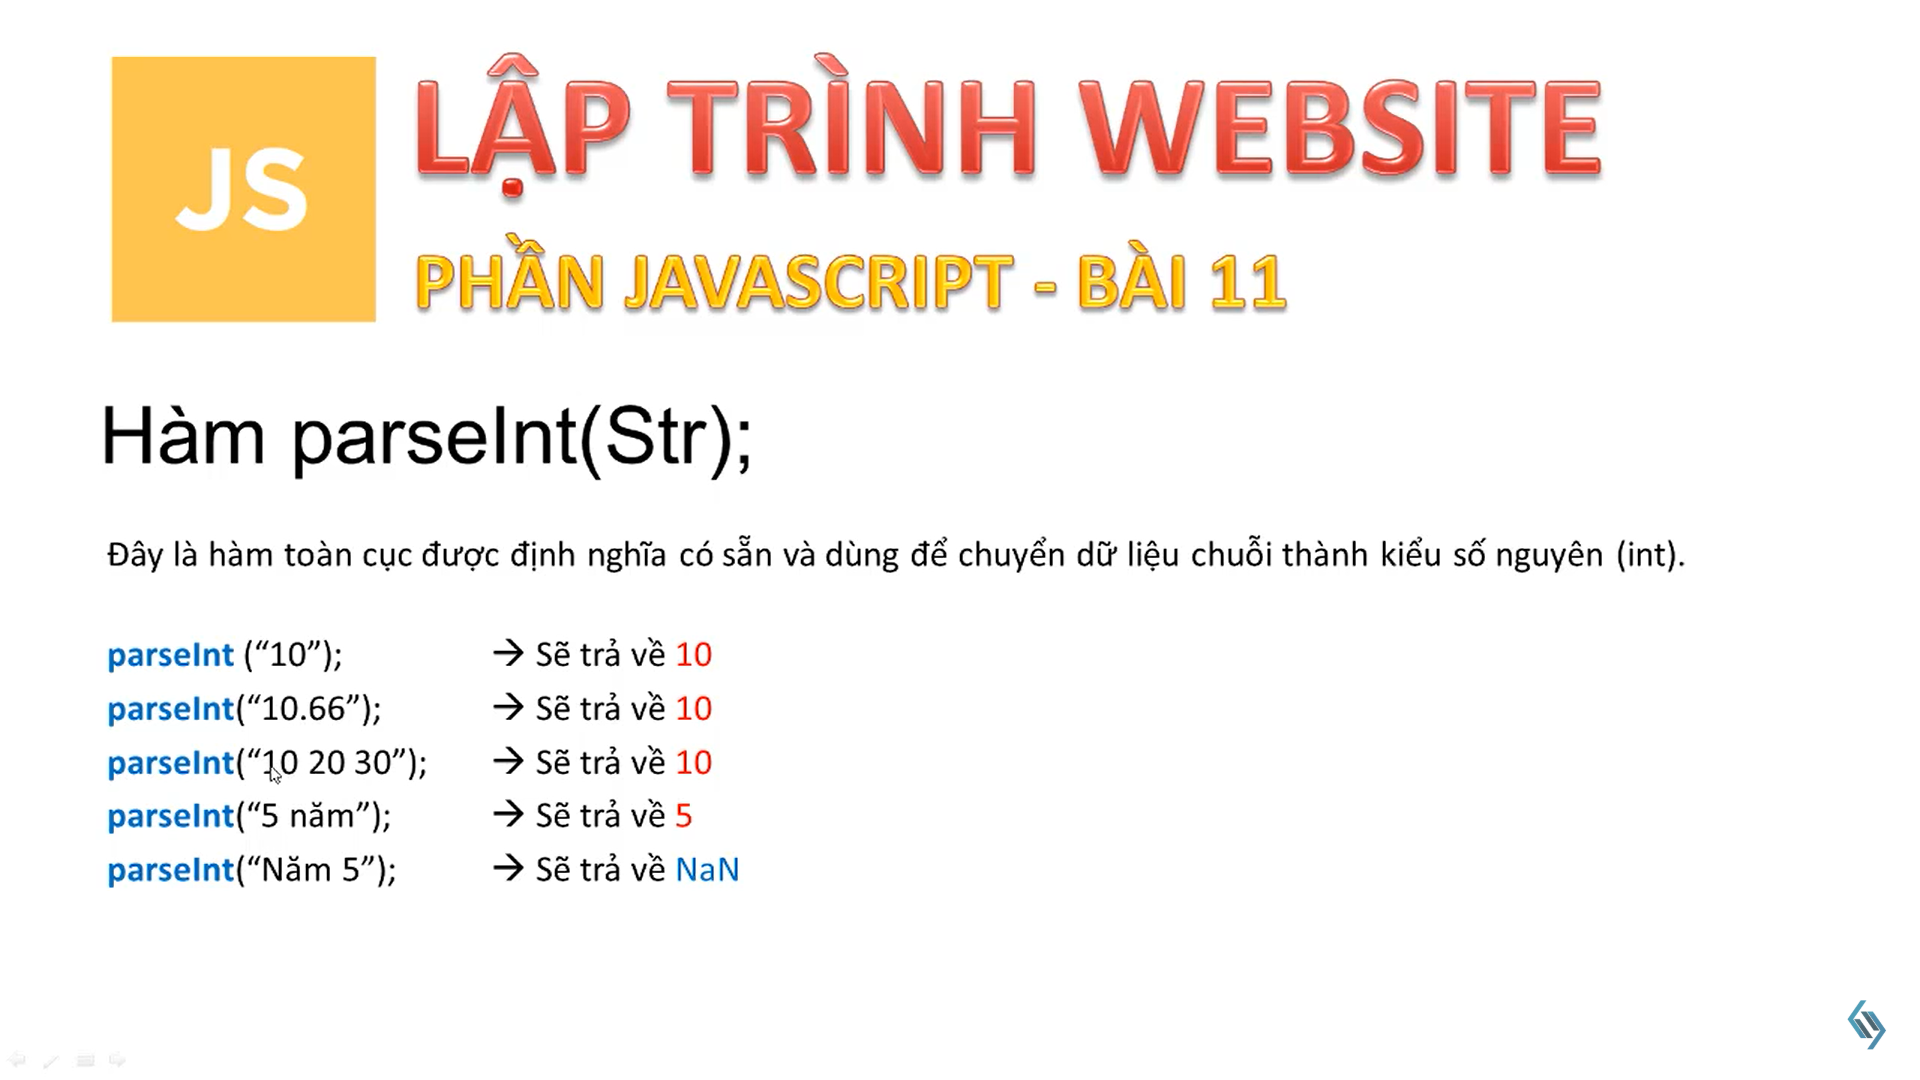 JS
LẬP TRÌNH WEBSITE
PHẦN JAVASCRIPT - BÀI 11
Hàm parseInt(Str);
Đây là hàm toàn cục được định nghĩa có sẵn và dùng để chuyển dữ liệu chuỗi thành kiểu số nguyên (int).
parseInt (“10”); → Sẽ trả về 10
parseInt(“10.66”); → Sẽ trả về 10
parseInt(“10 20 30”); → Sẽ trả về 10
parseInt(“5 năm”); → Sẽ trả về 5
parseInt(“Năm 5”); → Sẽ trả về NaN